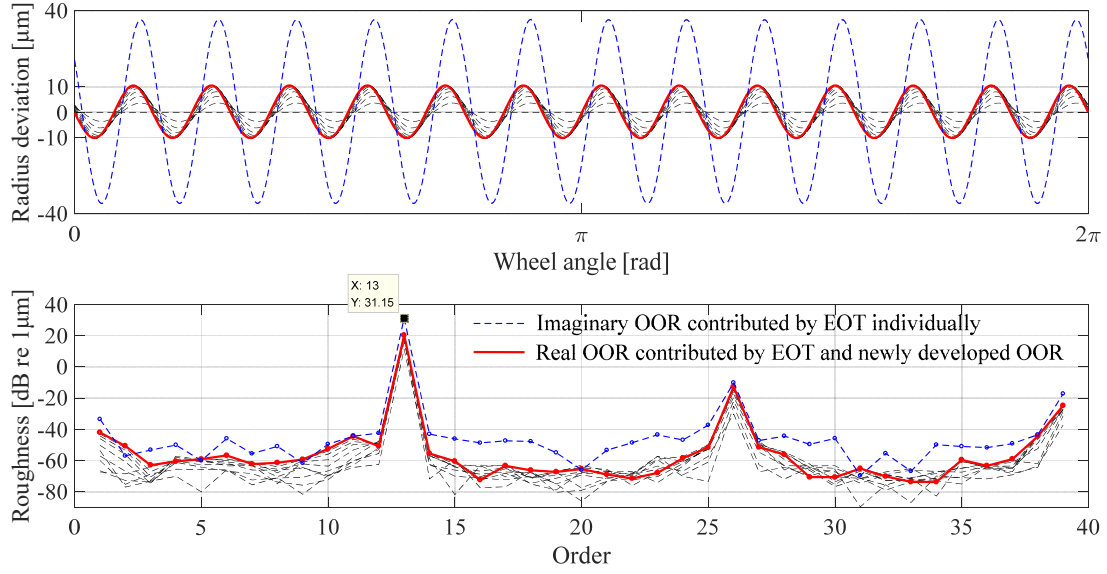 Radius deviation [μm]
40
10
0
-10
-40
0
π
2π
Wheel angle [rad]
X: 13
Y: 31.15
Roughness [dB re 1μm]
40
20
0
-20
-40
-60
-80
Imaginary OOR contributed by EOT individually
Real OOR contributed by EOT and newly developed OOR
0
5
10
15
20
25
30
35
40
Order